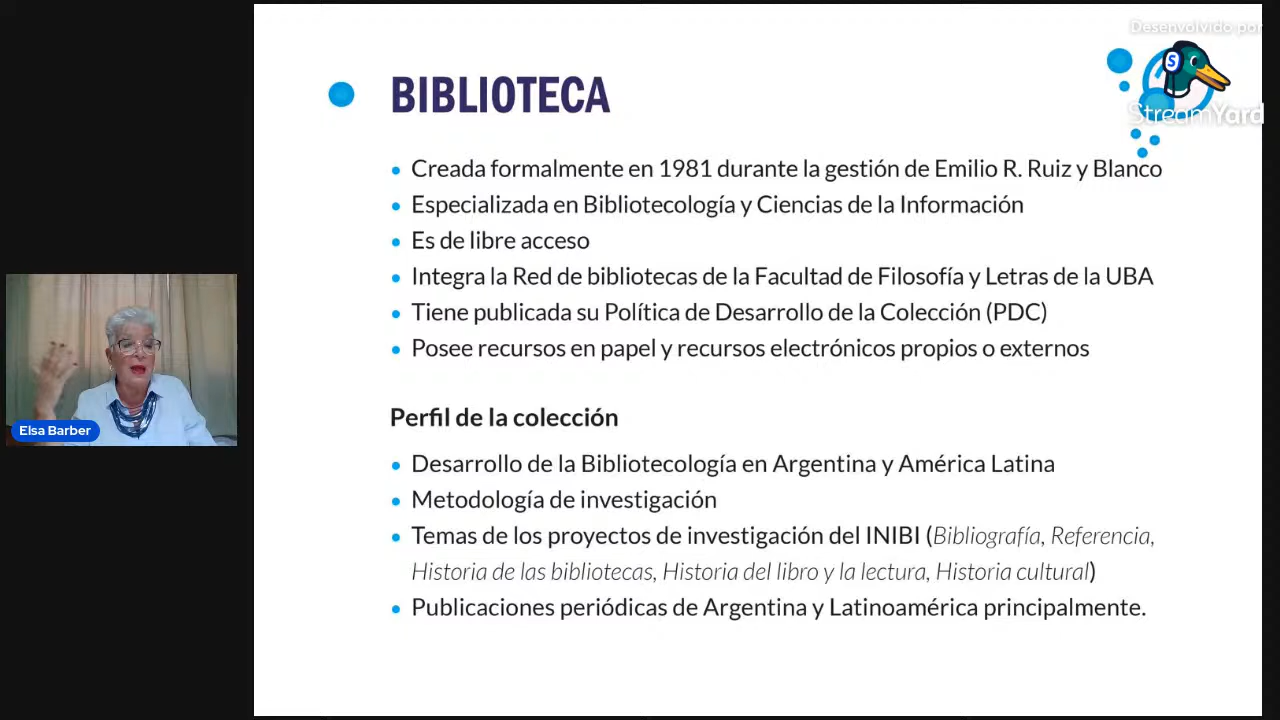 Desenvolvido por
StreamYard
BIBLIOTECA
Creada formalmente en 1981 durante la gestión de Emilio R. Ruiz y Blanco
Especializada en Bibliotecología y Ciencias de la Información
Es de libre acceso
Integra la Red de bibliotecas de la Facultad de Filosofía y Letras de la UBA
Tiene publicada su Política de Desarrollo de la Colección (PDC)
Posee recursos en papel y recursos electrónicos propios o externos
Perfil de la colección
Desarrollo de la Bibliotecología en Argentina y América Latina
Metodología de investigación
Temas de los proyectos de investigación del INIBI (Bibliografía, Referencia,
Historia de las bibliotecas, Historia del libro y la lectura, Historia cultural)
Publicaciones periódicas de Argentina y Latinoamérica principalmente.
Elsa Barber